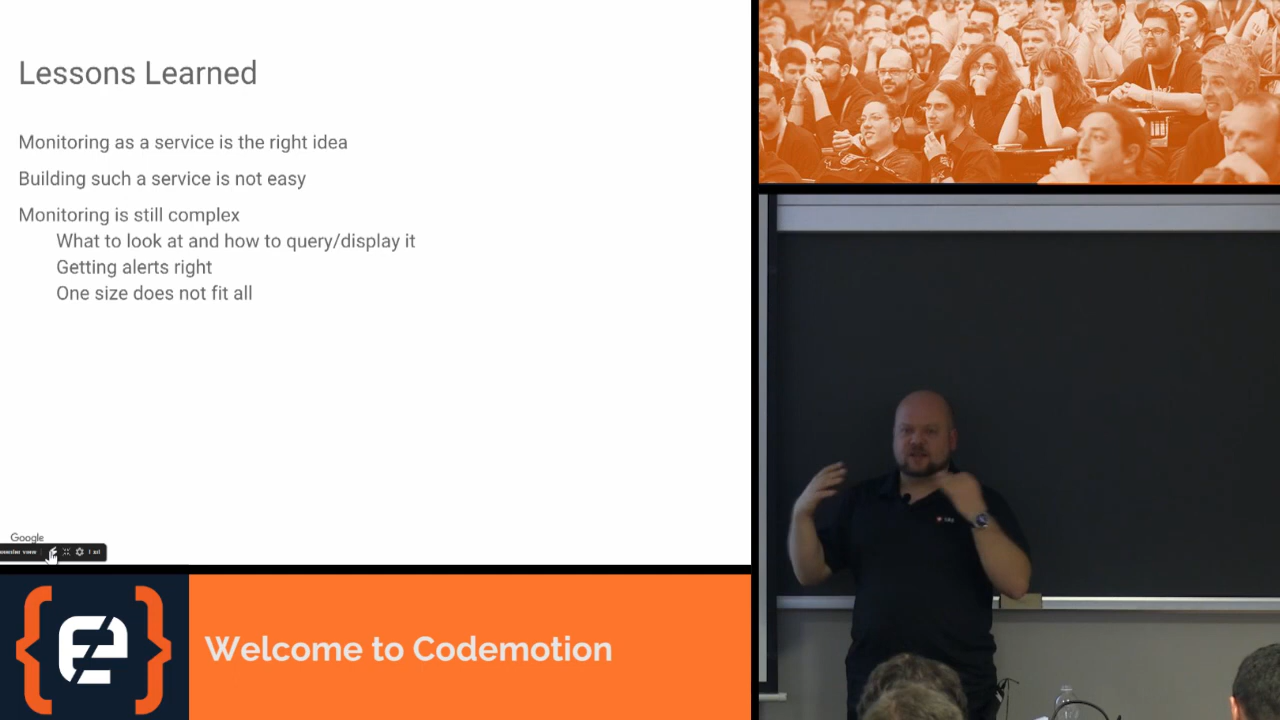 Lessons Learned
Monitoring as a service is the right idea
Building such a service is not easy
Monitoring is still complex
What to look at and how to query/display it
Getting alerts right
One size does not fit all
Google
Welcome to Codemotion